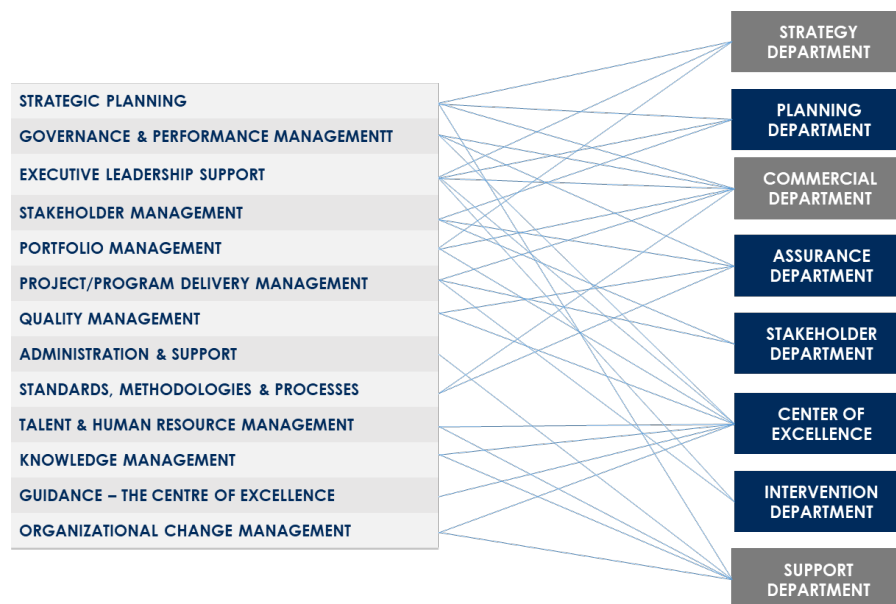 STRATEGIC PLANNING
GOVERNANCE & PERFORMANCE MANAGEMENTT
EXECUTIVE LEADERSHIP SUPPORT
STAKEHOLDER MANAGEMENT
PORTFOLIO MANAGEMENT
PROJECT/PROGRAM DELIVERY MANAGEMENT
QUALITY MANAGEMENT
ADMINISTRATION & SUPPORT
STANDARDS, METHODOLOGIES & PROCESSES
TALENT & HUMAN RESOURCE MANAGEMENT
KNOWLEDGE MANAGEMENT
GUIDANCE – THE CENTRE OF EXCELLENCE
ORGANIZATIONAL CHANGE MANAGEMENT
STRATEGY
DEPARTMENT
PLANNING
DEPARTMENT
COMMERCIAL
DEPARTMENT
ASSURANCE
DEPARTMENT
STAKEHOLDER
DEPARTMENT
CENTER OF
EXCELLENCE
INTERVENTION
DEPARTMENT
SUPPORT
DEPARTMENT